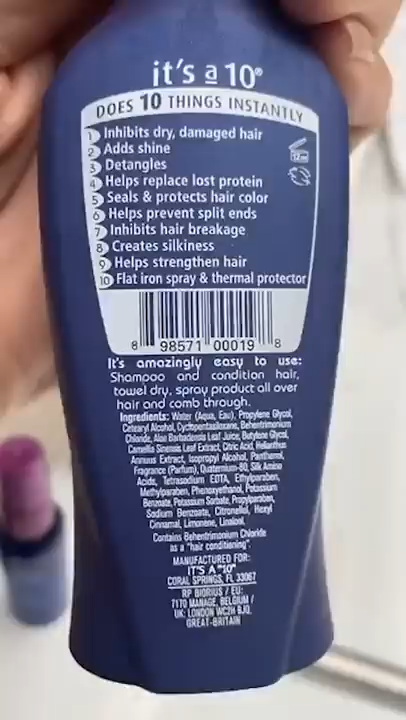 it's a 10®
DOES 10 THINGS INSTANTLY
1 Inhibits dry, damaged hair
2 Adds shine
3 Detangles
4 Helps replace lost protein
5 Seals & protects hair color
6 Helps prevent split ends
7 Inhibits hair breakage
8 Creates silkiness
9 Helps strengthen hair
10 Flat iron spray & thermal protector
12m
8 98571 00019 8
It's amazingly easy to use:
Shampoo and condition hair,
towel dry, spray product all over
hair and comb through.
Ingredients: Water (Aqua, Eau), Propylene Glycol,
Cetearyl Alcohol, Cyclopentasiloxane, Behentrimonium
Chloride, Aloe Barbadensis Leaf Juice, Butylene Glycol,
Camellia Sinensis Leaf Extract, Citric Acid, Helianthus
Annuus Extract, Isopropyl Alcohol, Panthenol,
Fragrance (Parfum), Quaternium-80, Silk Amino
Acids, Tetrasodium EDTA, Ethylparaben,
Methylparaben, Phenoxyethanol, Potassium
Benzoate, Potassium Sorbate, Propylparaben,
Sodium Benzoate, Citronellol, Hexyl
Cinnamal, Limonene, Linalool.
Contains Behentrimonium Chloride
as a "hair conditioning".
MANUFACTURED FOR:
IT'S A "10"
CORAL SPRINGS, FL 33067
RP BIORIUS / EU:
7170 MANAGE, BELGIUM /
UK: LONDON WC2H 9JQ,
GREAT-BRITAIN